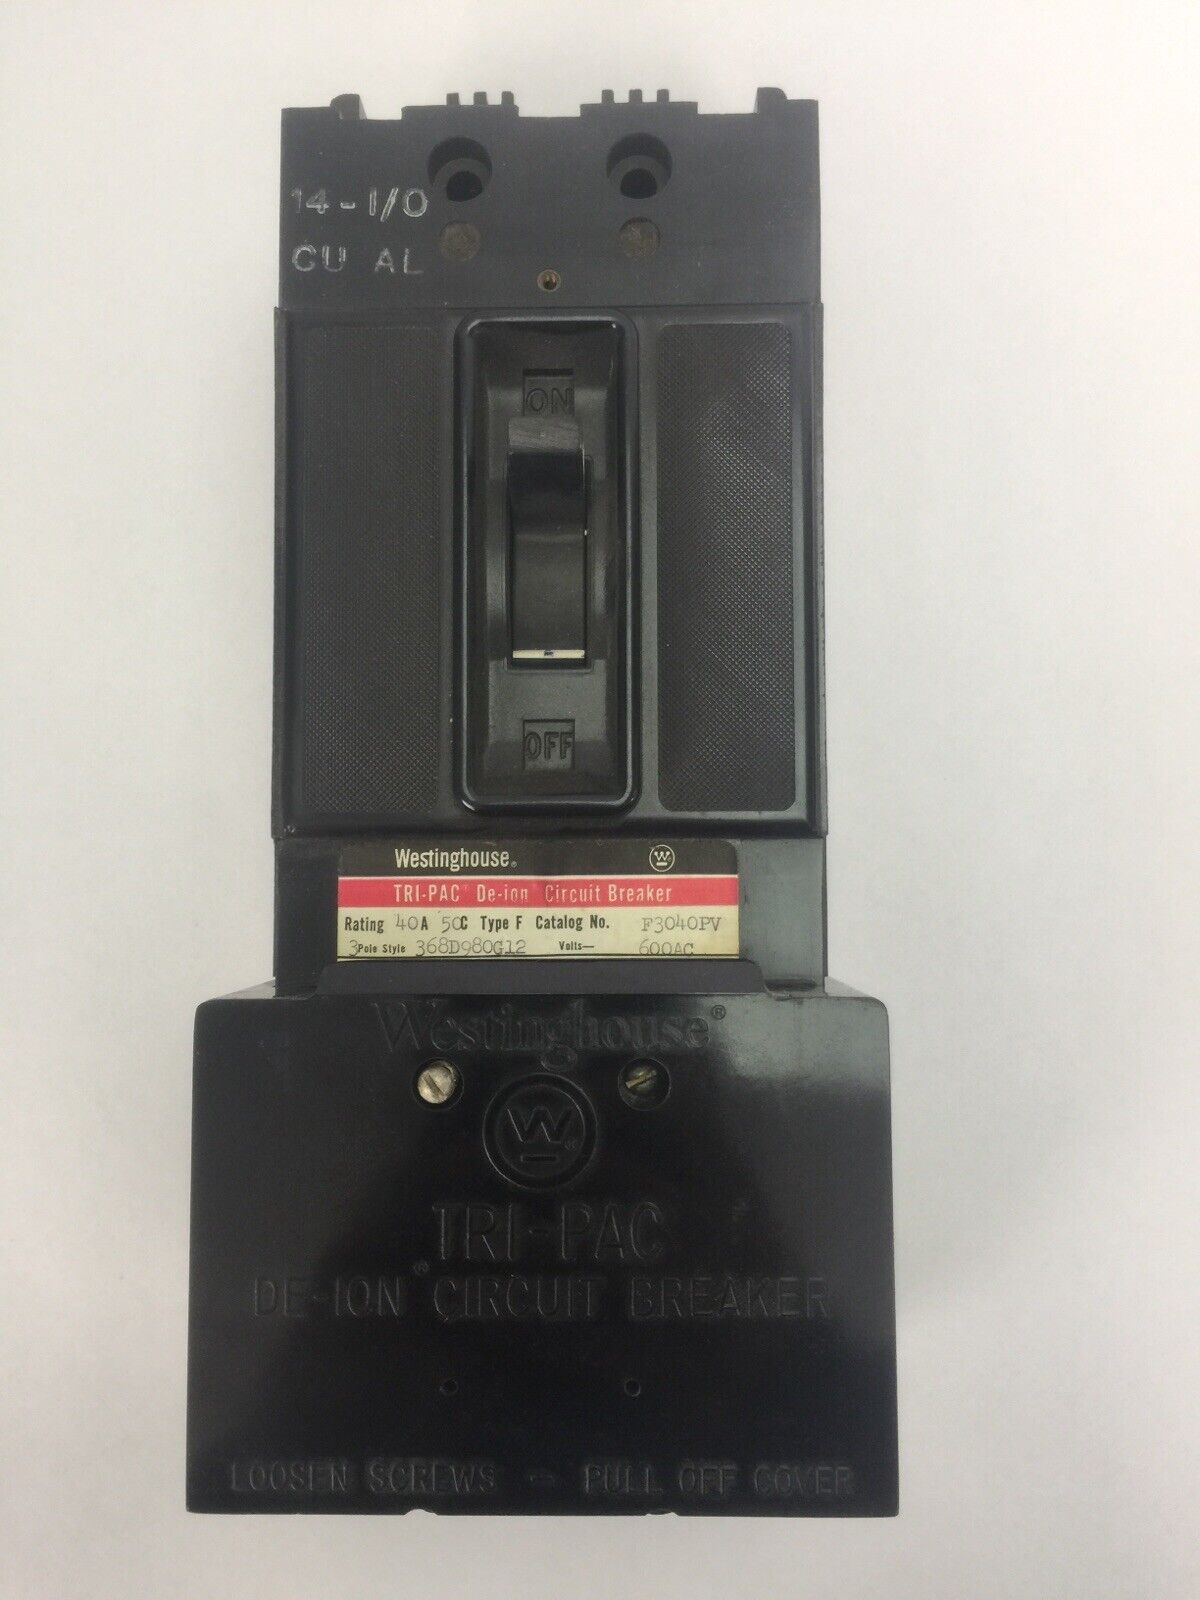 14-1/0
CU AL
ON
OFF
Westinghouse® W
TRI-PAC® De-ion® Circuit Breaker
Rating 40A 50C Type F Catalog No. F3040PV
3 Pole Style 368D980G12 Volts— 600AC
Westinghouse®
W®
TRI-PAC
DE-ION® CIRCUIT BREAKER
LOOSEN SCREWS - PULL OFF COVER